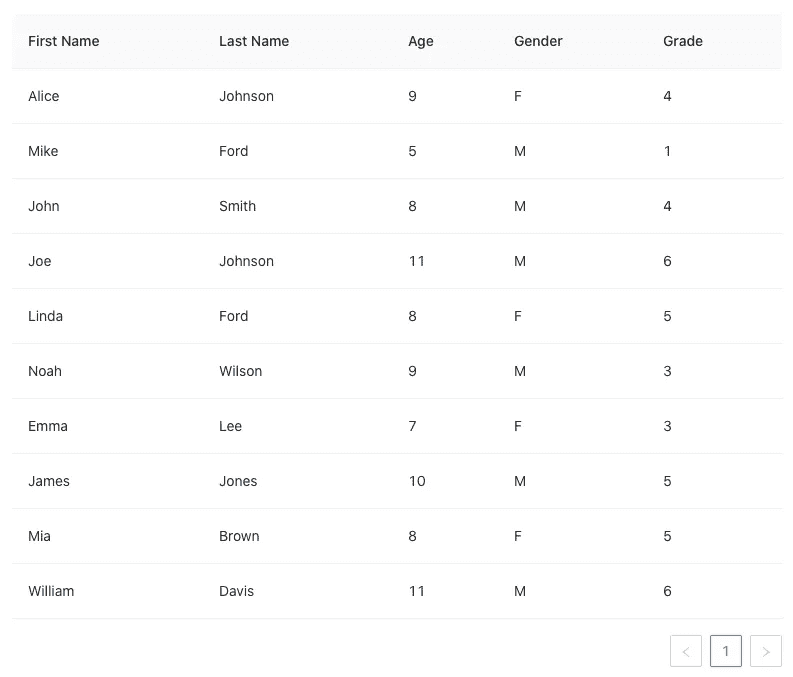 First Name Last Name Age Gender Grade
Alice Johnson 9 F 4
Mike Ford 5 M 1
John Smith 8 M 4
Joe Johnson 11 M 6
Linda Ford 8 F 5
Noah Wilson 9 M 3
Emma Lee 7 F 3
James Jones 10 M 5
Mia Brown 8 F 5
William Davis 11 M 6
< 1 >